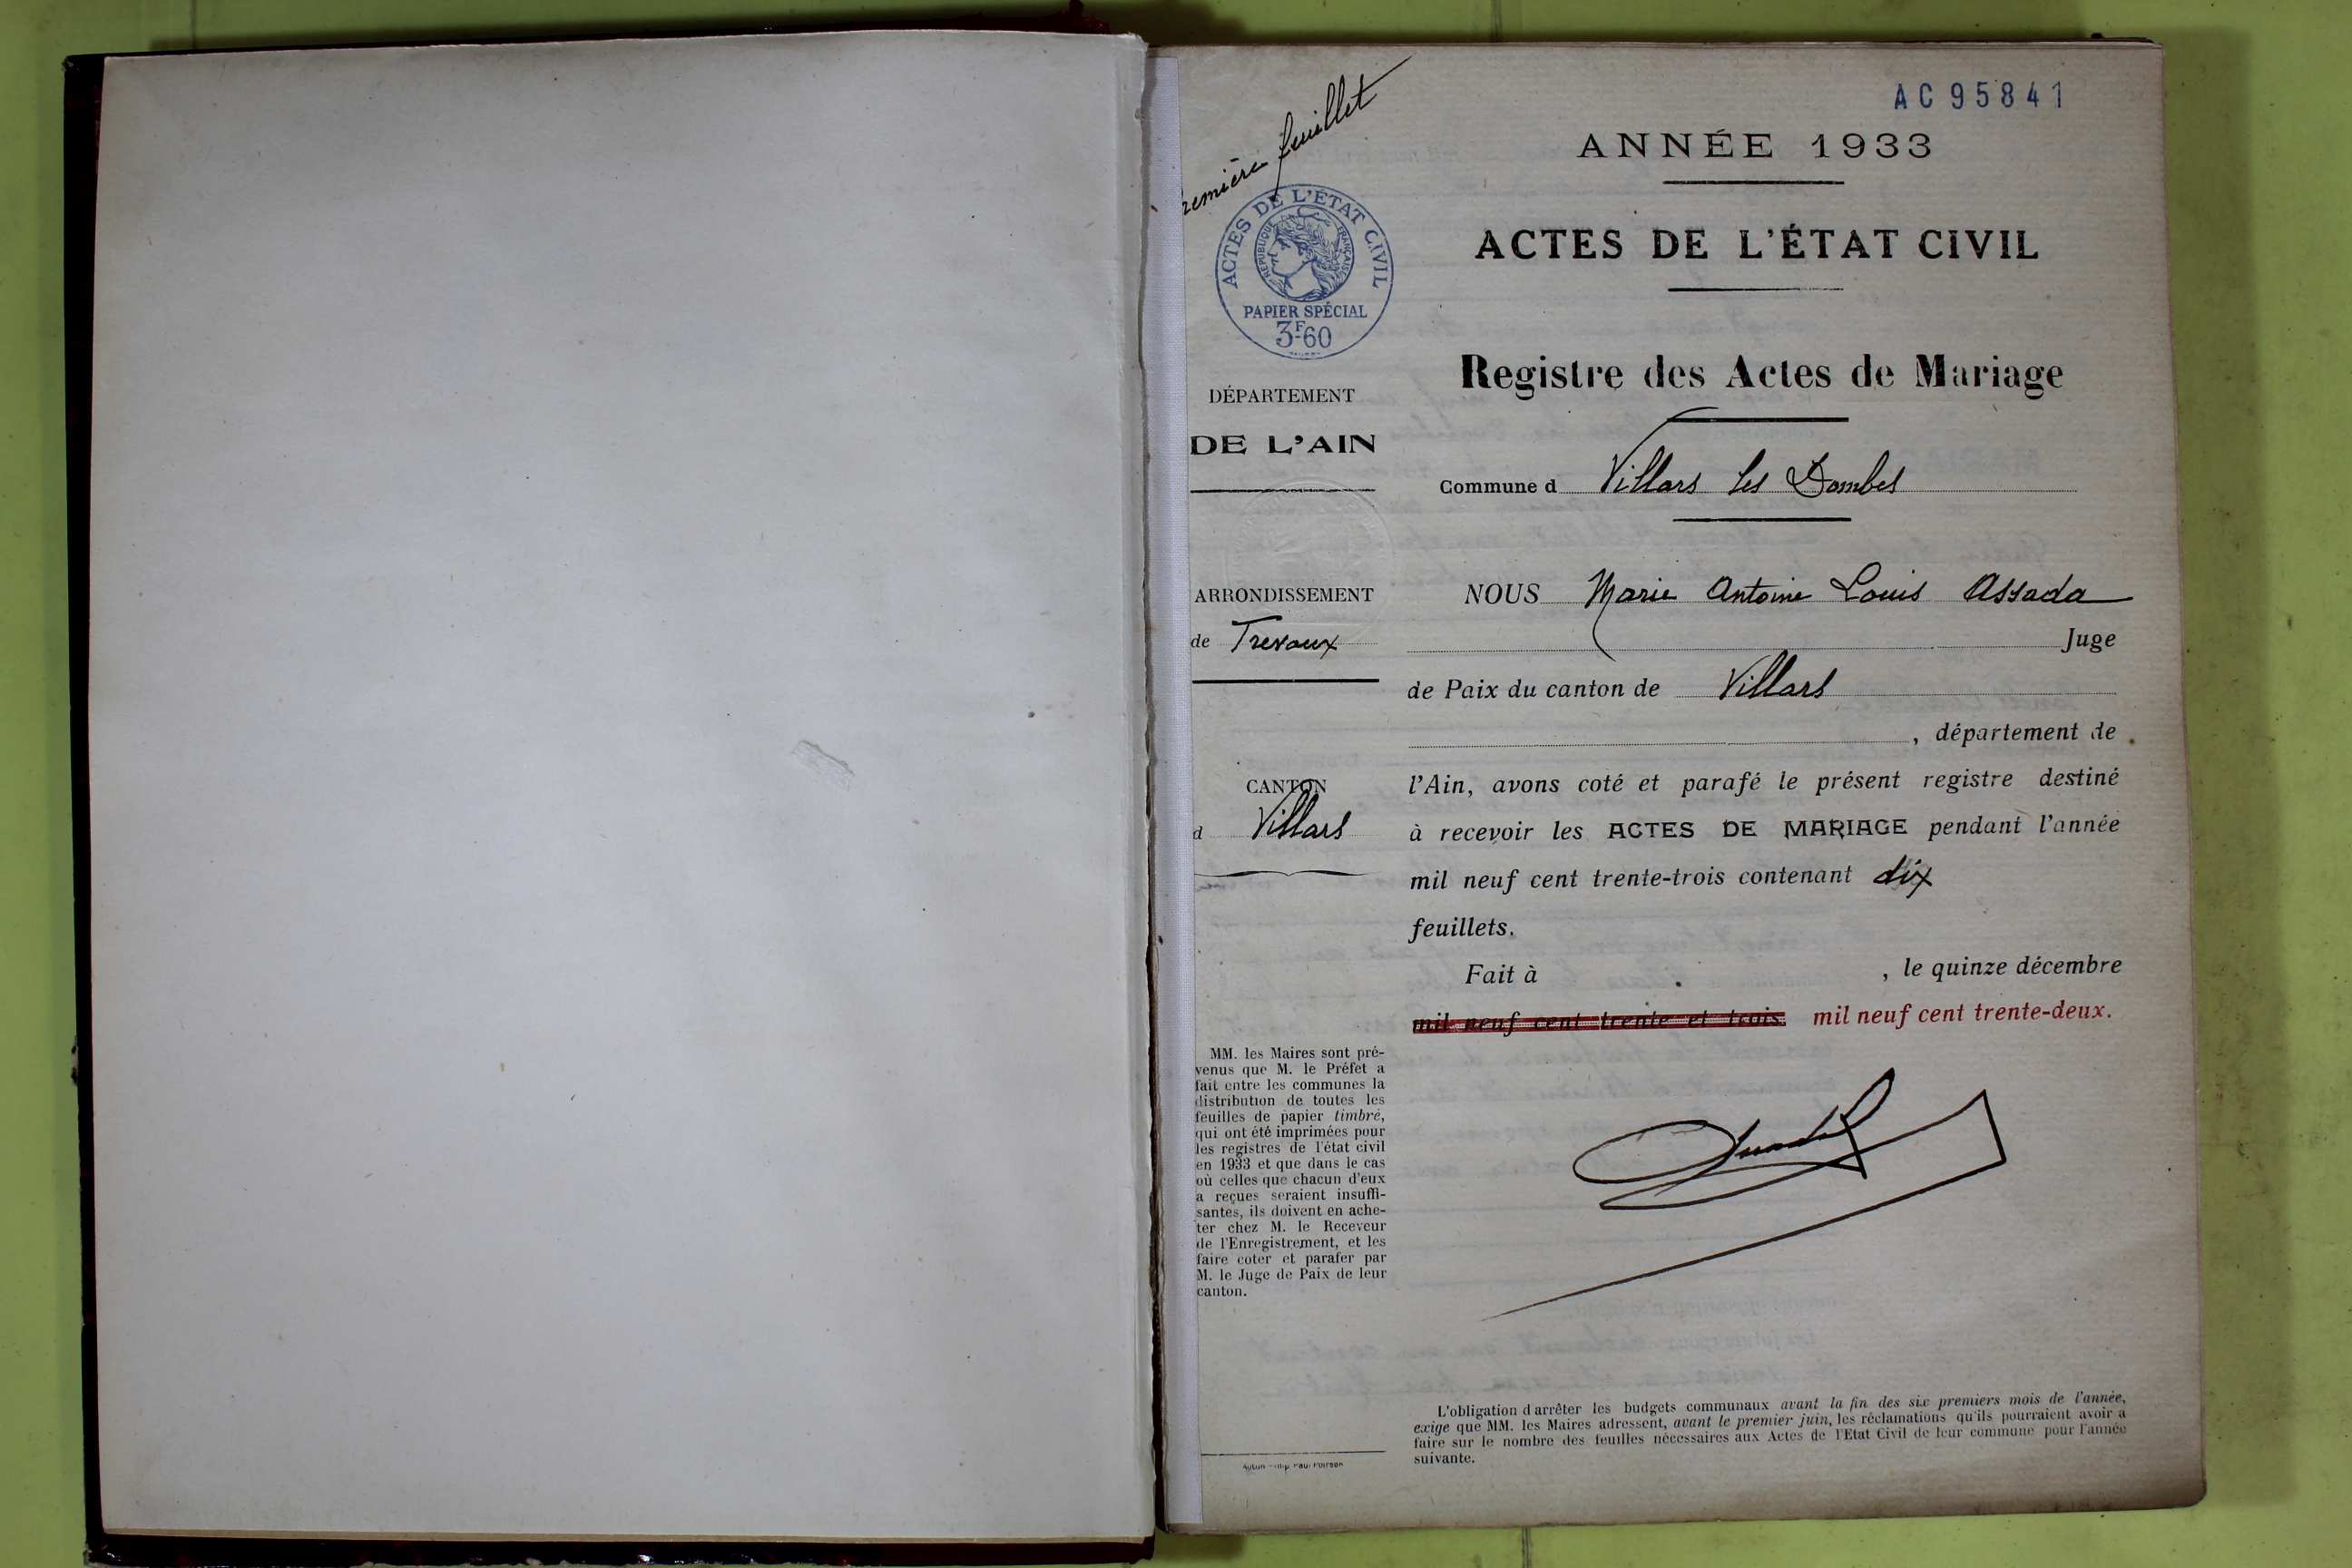 AC95841
remière feuillet
ANNÉE 1933
ACTES DE L'ÉTAT CIVIL
RÉPUBLIQUE FRANÇAISE
PAPIER SPÉCIAL
3F60
ACTES DE L'ÉTAT CIVIL
Registre des Actes de Mariage
DÉPARTEMENT
DE L'AIN
Commune d Villars les Dombes
ARRONDISSEMENT
de Trevoux
CANTON
d Villars
NOUS Marie Antoine Louis Assada
Juge
de Paix du canton de Villars
, département de
l'Ain, avons coté et parafé le présent registre destiné
à recevoir les ACTES DE MARIAGE pendant l'année
mil neuf cent trente-trois contenant dix
feuillets.
Fait à , le quinze décembre
mil neuf cent trente et trois mil neuf cent trente-deux.
MM. les Maires sont pré-
venus que M. le Préfet a
fait entre les communes la
distribution de toutes les
feuilles de papier timbré,
qui ont été imprimées pour
les registres de l'état civil
en 1933 et que dans le cas
où celles que chacun d'eux
a reçues seraient insuffi-
santes, ils doivent en ache-
ter chez M. le Receveur
de l'Enregistrement, et les
faire coter et parafer par
M. le Juge de Paix de leur
canton.
L'obligation d'arrêter les budgets communaux avant la fin des six premiers mois de l'année,
exige que MM. les Maires adressent, avant le premier juin, les réclamations qu'ils pourraient avoir a
faire sur le nombre des feuilles nécessaires aux Actes de l'Etat Civil de leur commune pour l'année
suivante.